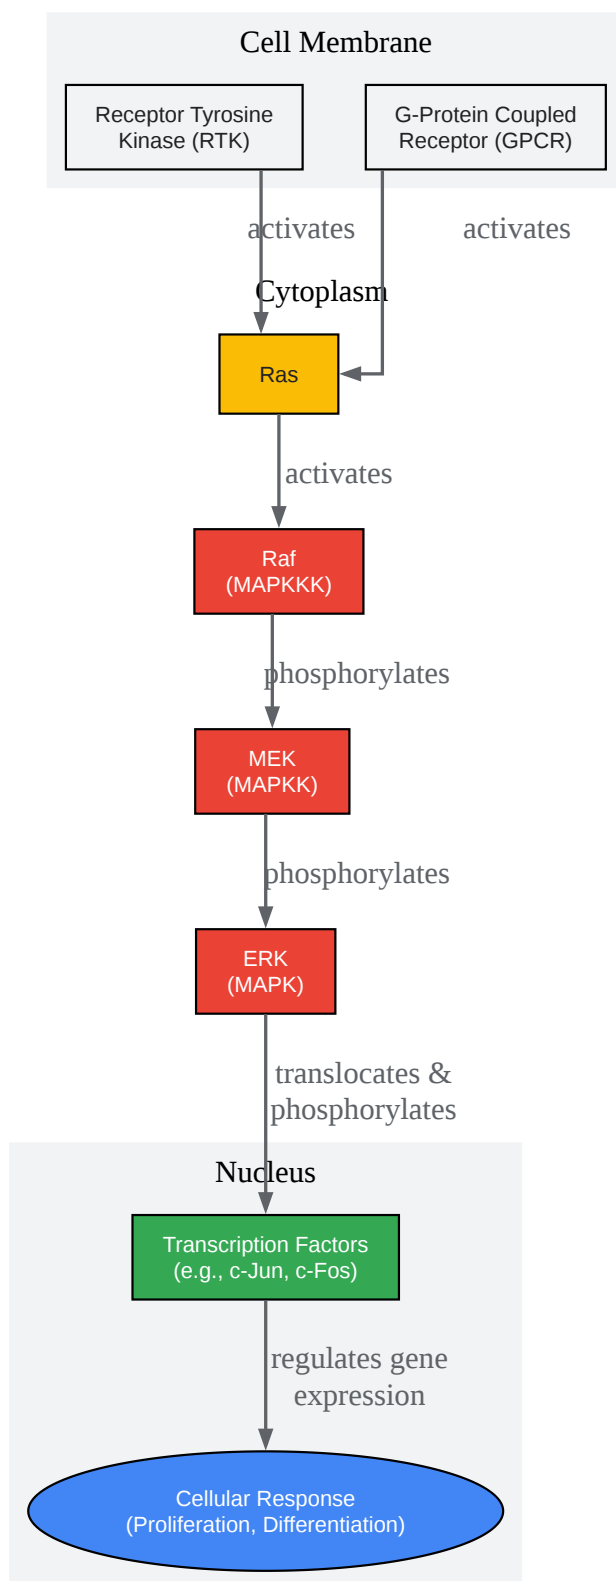 Cell Membrane
Receptor Tyrosine
Kinase (RTK)
G-Protein Coupled
Receptor (GPCR)
activates
activates
Cytoplasm
Ras
activates
Raf
(MAPKKK)
phosphorylates
MEK
(MAPKK)
phosphorylates
ERK
(MAPK)
translocates &
phosphorylates
Nucleus
Transcription Factors
(e.g., c-Jun, c-Fos)
regulates gene
expression
Cellular Response
(Proliferation, Differentiation)